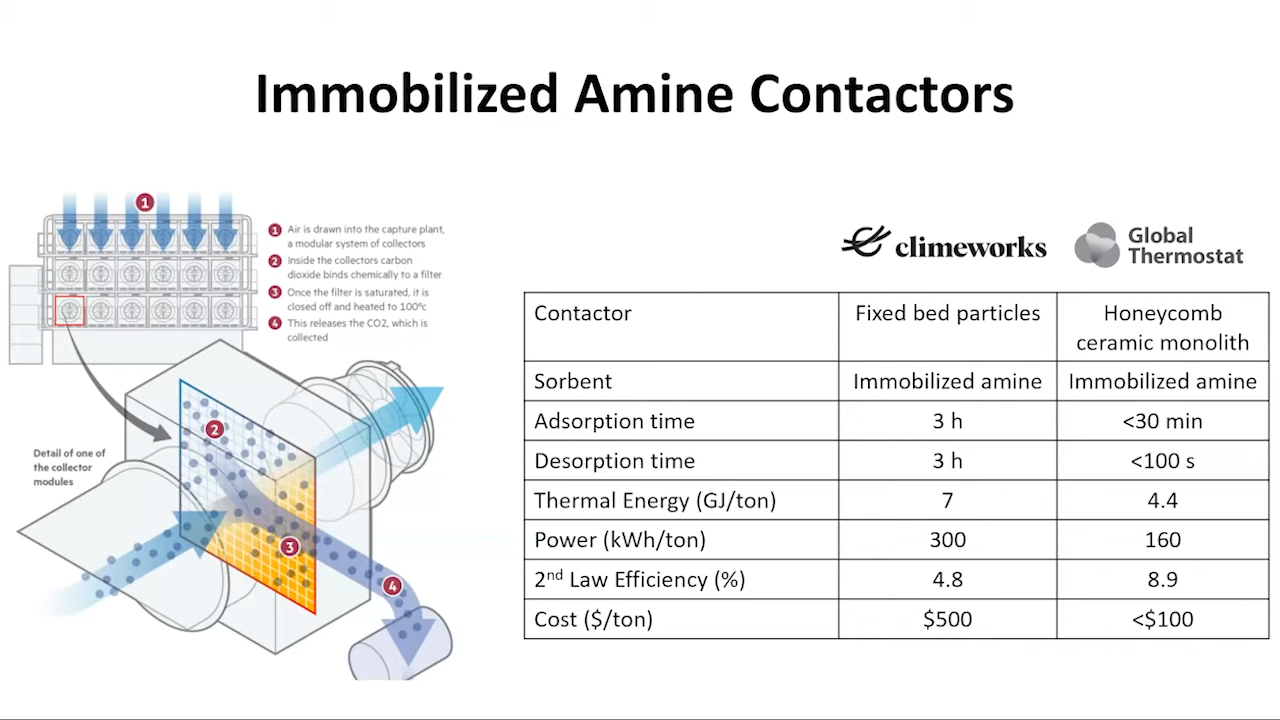 Immobilized Amine Contactors
1
1 Air is drawn into the capture plant,
a modular system of collectors
2 Inside the collectors carbon
dioxide binds chemically to a filter
3 Once the filter is saturated, it is
closed off and heated to 100ºc
4 This releases the CO2, which is
collected
Detail of one of
the collector
modules
2
3
4
climeworks
Global
Thermostat
Contactor Fixed bed particles Honeycomb
ceramic monolith
Sorbent Immobilized amine Immobilized amine
Adsorption time 3 h <30 min
Desorption time 3 h <100 s
Thermal Energy (GJ/ton) 7 4.4
Power (kWh/ton) 300 160
2nd Law Efficiency (%) 4.8 8.9
Cost ($/ton) $500 <$100